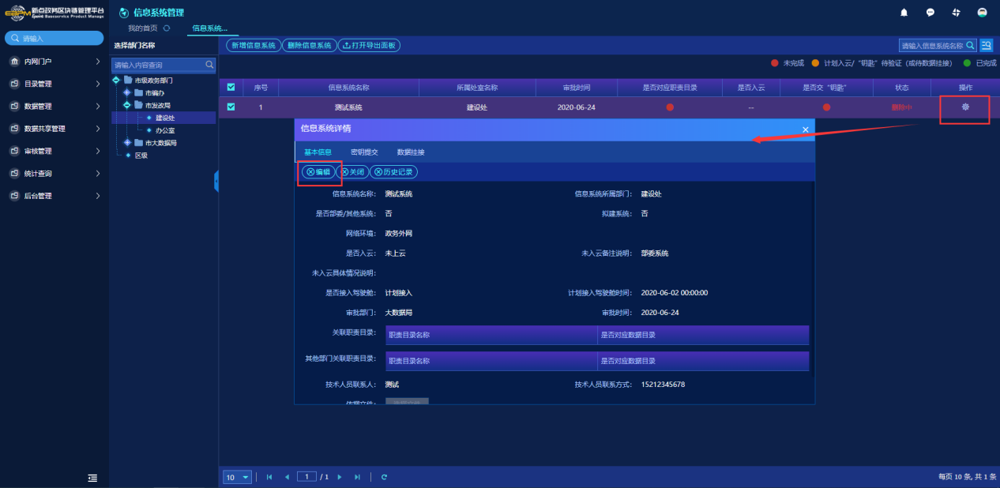 新点政务区块链管理平台
Epoint Baseservice Product Manage
信息系统管理
我的首页
信息系统...
请输入
内网门户
目录管理
数据管理
数据共享管理
审核管理
统计查询
后台管理
选择部门名称
请输入内容查询
市级政务部门
市编办
市发改局
建设处
办公室
市大数据局
区级
新增信息系统 删除信息系统 打开导出面板
请输入信息系统名称
未完成 计划入云/“钥匙”待验证（或待数据挂接） 已完成
序号 信息系统名称 所属处室名称 审批时间 是否对应职责目录 是否入云 是否交“钥匙” 状态 操作
1 测试系统 建设处 2020-06-24 -- 删除中
信息系统详情
基本信息 密钥提交 数据挂接
编辑 关闭 历史记录
信息系统名称： 测试系统 信息系统所属部门： 建设处
是否部委/其他系统： 否 拟建系统： 否
网络环境： 政务外网
是否入云： 未上云 未入云备注说明： 部委系统
未入云具体情况说明：
是否接入驾驶舱： 计划接入 计划接入驾驶舱时间： 2020-06-02 00:00:00
审批部门： 大数据局 审批时间： 2020-06-24
关联职责目录： 职责目录名称 是否对应数据目录
其他部门关联职责目录： 职责目录名称 是否对应数据目录
技术人员联系人： 测试 技术人员联系方式： 15212345678
依据文件：
10 1 / 1
每页 10 条, 共 1 条